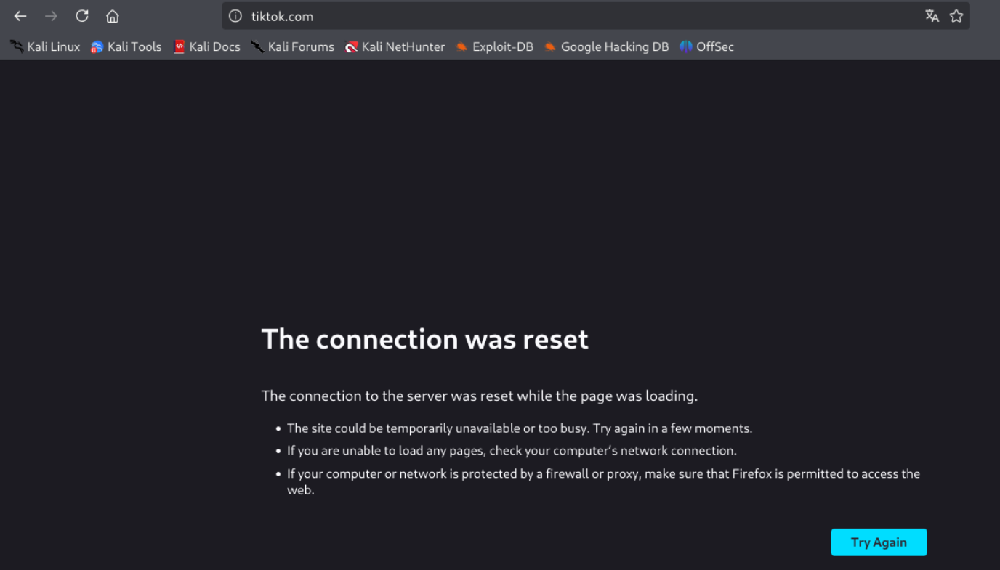 tiktok.com
Kali Linux Kali Tools Kali Docs Kali Forums Kali NetHunter Exploit-DB Google Hacking DB OffSec
The connection was reset
The connection to the server was reset while the page was loading.
• The site could be temporarily unavailable or too busy. Try again in a few moments.
• If you are unable to load any pages, check your computer’s network connection.
• If your computer or network is protected by a firewall or proxy, make sure that Firefox is permitted to access the
web.
Try Again